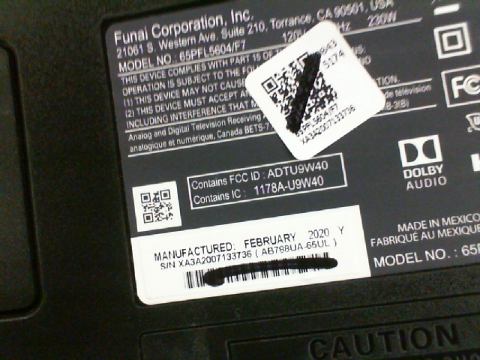 Funai Corporation, Inc.
21061 S. Western Ave. Suite 210, Torrance, CA 90501, USA
MODEL NO : 65PFL5604/F7 120V 230W
THIS DEVICE COMPLIES WITH PART 15
OPERATION IS SUBJECT TO THE
(1) THIS DEVICE MAY NOT CAUSE
(2) THIS DEVICE MUST ACCEPT
INCLUDING INTERFERENCE THAT
Analog and Digital Television Receiving
analogique et numérique, Canada BETS-7
5174
XA3A2007133736
FC
DOLBY
AUDIO
Contains FCC ID : ADTU9W40
Contains IC : 1178A-U9W40
MANUFACTURED: FEBRUARY 2020 Y
S/N XA3A2007133736 ( AB798UA-65UL )
MADE IN MEXICO
FABRIQUÉ AU MEXIQUE
MODEL NO. : 65
CAUTION